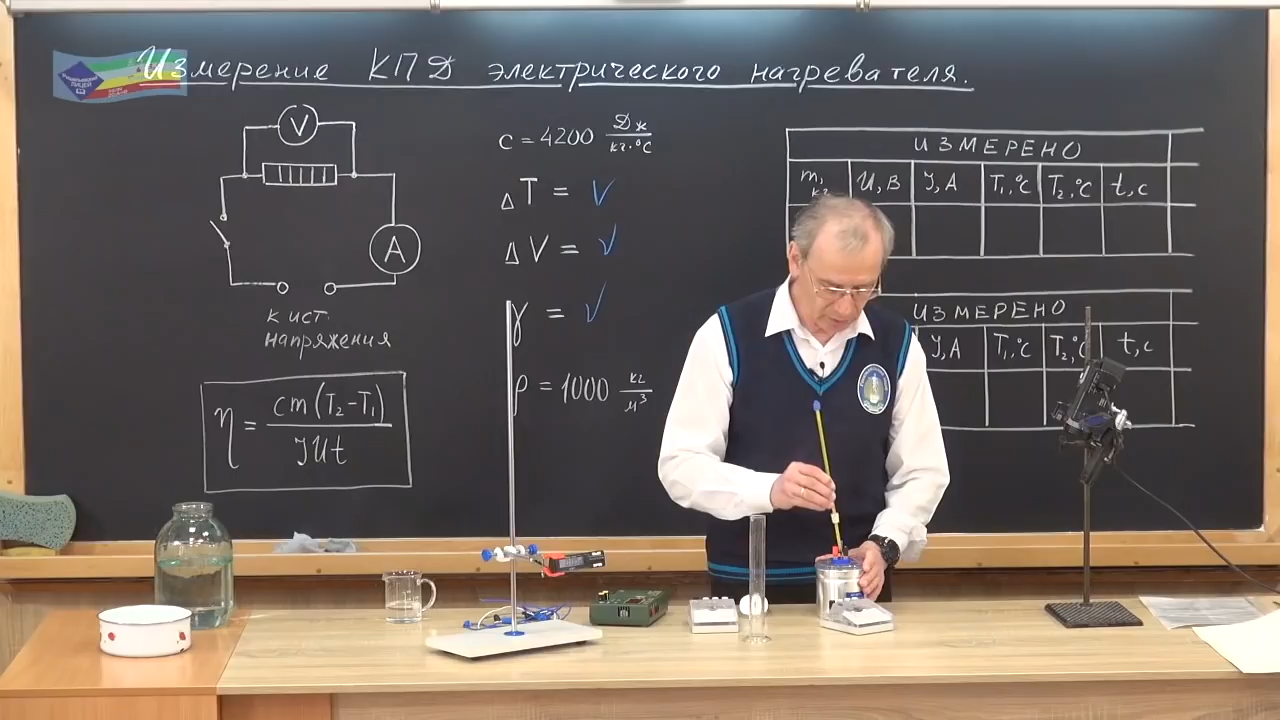 Измерение КПД электрического нагревателя.
V
A
к ист.
напряжения
η = cm(T₂-T₁) / IUt
c = 4200 Дж / кг·°C
ΔT = √
ΔV = √
γ = √
ρ = 1000 кг / м³
ИЗМЕРЕНО
m, кг U, В I, А T₁, °C T₂, °C t, с
ИЗМЕРЕНО
I, А T₁, °C T₂, °C t, с